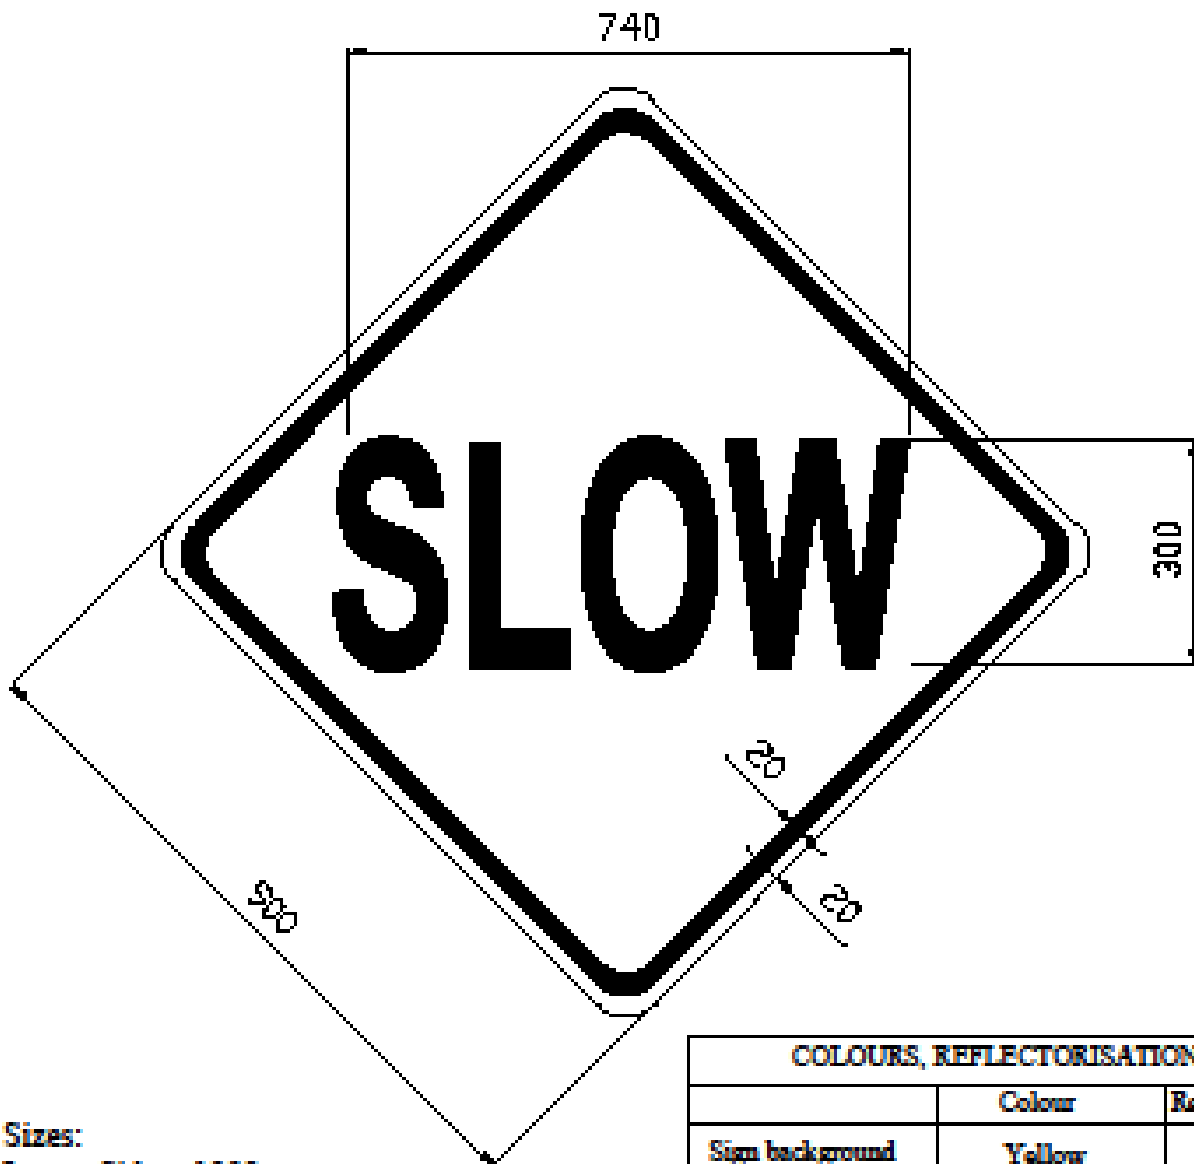 740
SLOW
300
20
20
900
COLOURS, REFLECTORISATION
Colour
Sizes:
Sign background Yellow